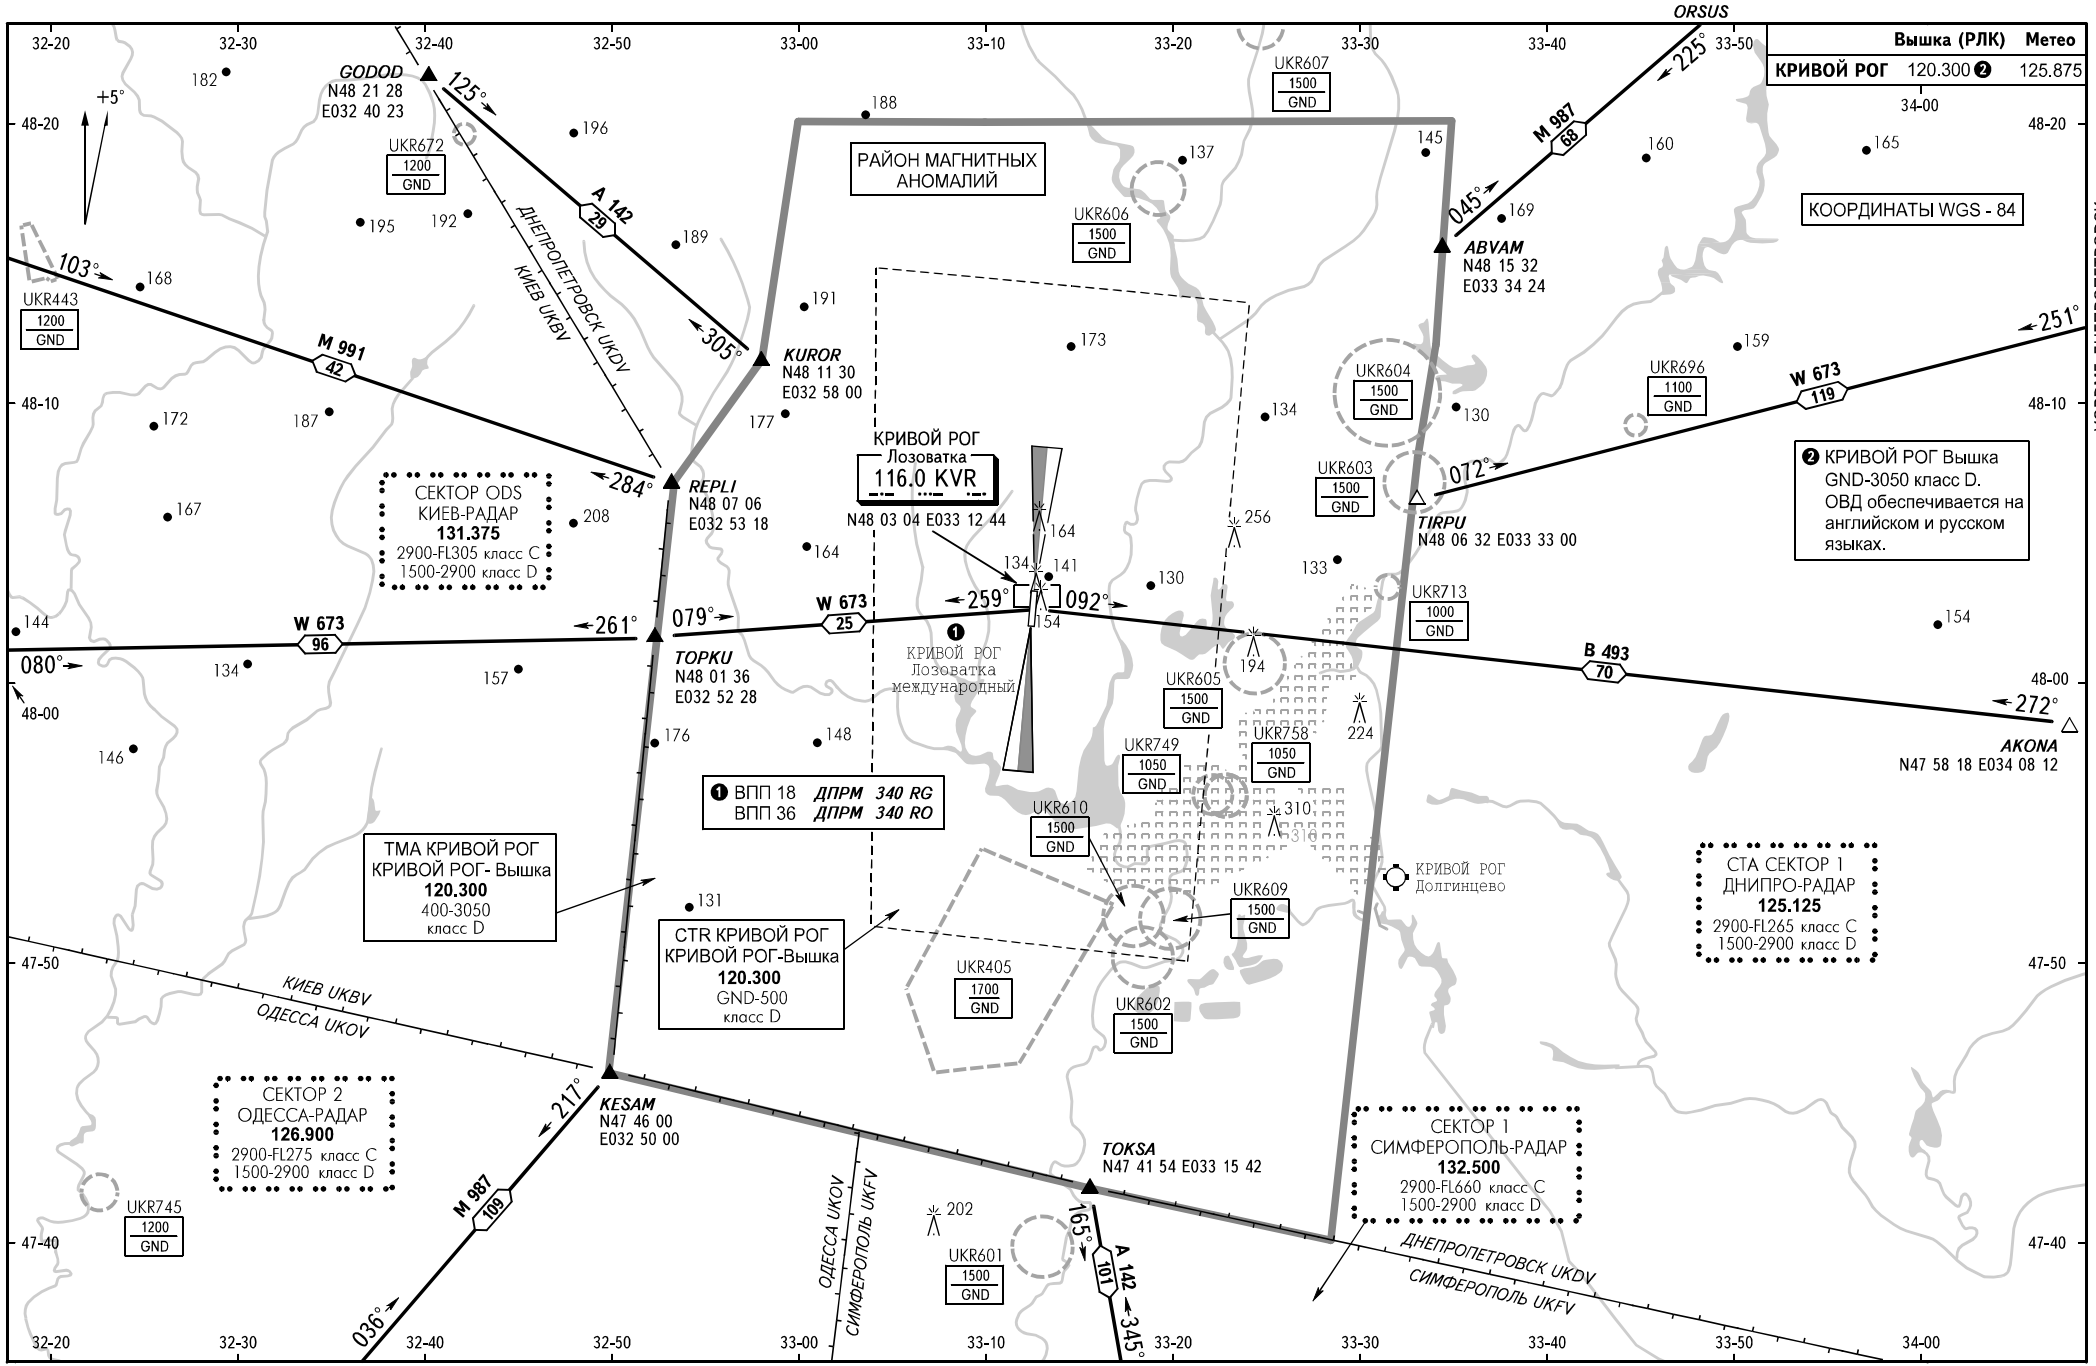 ORSUS
32-20
32-30
32-40
32-50
33-00
33-10
33-20
33-30
33-40
33-50
Вышка (РЛК) Метео
КРИВОЙ РОГ 120.300 ❷ 125.875
34-00
182
GODOD
N48 21 28
E032 40 23
125°
225°
UKR607
1500
GND
+5°
48-20
196
188
UKR672
1200
GND
РАЙОН МАГНИТНЫХ
АНОМАЛИЙ
137
145
M 987
68
160
165
48-20
195
192
A 142
29
189
ДНЕПРОПЕТРОВСК UKDV
КИЕВ UKBV
UKR606
1500
GND
045°
169
КООРДИНАТЫ WGS - 84
ABVAM
N48 15 32
E033 34 24
103°
168
UKR443
1200
GND
191
305°
173
251°
159
M 991
42
KUROR
N48 11 30
E032 58 00
UKR604
1500
GND
UKR696
1100
GND
W 673
119
48-10
172
187
177
134
130
48-10
КРИВОЙ РОГ
Лозоватка
116.0 KVR
N48 03 04 E033 12 44
❷ КРИВОЙ РОГ Вышка
GND-3050 класс D.
ОВД обеспечивается на
английском и русском
языках.
284°
REPLI
N48 07 06
E032 53 18
UKR603
1500
GND
072°
TIRPU
N48 06 32 E033 33 00
СЕКТОР ODS
КИЕВ-РАДАР
131.375
2900-FL305 класс C
1500-2900 класс D
167
208
164
164
256
134
141
130
133
144
W 673
96
261°
079°
W 673
25
259°
092°
154
UKR713
1000
GND
154
080°
134
157
TOPKU
N48 01 36
E032 52 28
❶
КРИВОЙ РОГ
Лозоватка
международный
194
B 493
70
48-00
48-00
UKR605
1500
GND
272°
AKONA
N47 58 18 E034 08 12
146
176
148
UKR749
1050
GND
UKR758
1050
GND
224
❶ ВПП 18 ДПРМ 340 RG
ВПП 36 ДПРМ 340 RO
UKR610
1500
GND
310
310
ТМА КРИВОЙ РОГ
КРИВОЙ РОГ- Вышка
120.300
400-3050
класс D
КРИВОЙ РОГ
Долгинцево
СТА СЕКТОР 1
ДНИПРО-РАДАР
125.125
2900-FL265 класс C
1500-2900 класс D
131
UKR609
1500
GND
CTR КРИВОЙ РОГ
КРИВОЙ РОГ-Вышка
120.300
GND-500
класс D
47-50
47-50
КИЕВ UKBV
ОДЕССА UKOV
UKR405
1700
GND
UKR602
1500
GND
СЕКТОР 2
ОДЕССА-РАДАР
126.900
2900-FL275 класс C
1500-2900 класс D
217°
KESAM
N47 46 00
E032 50 00
СЕКТОР 1
СИМФЕРОПОЛЬ-РАДАР
132.500
2900-FL660 класс C
1500-2900 класс D
TOKSA
N47 41 54 E033 15 42
UKR745
1200
GND
M 987
109
202
165°
ОДЕССА UKOV
СИМФЕРОПОЛЬ UKFV
UKR601
1500
GND
A 142
101
47-40
47-40
ДНЕПРОПЕТРОВСК UKDV
СИМФЕРОПОЛЬ UKFV
036°
345°
32-20
32-30
32-40
32-50
33-00
33-10
33-20
33-30
33-40
33-50
34-00